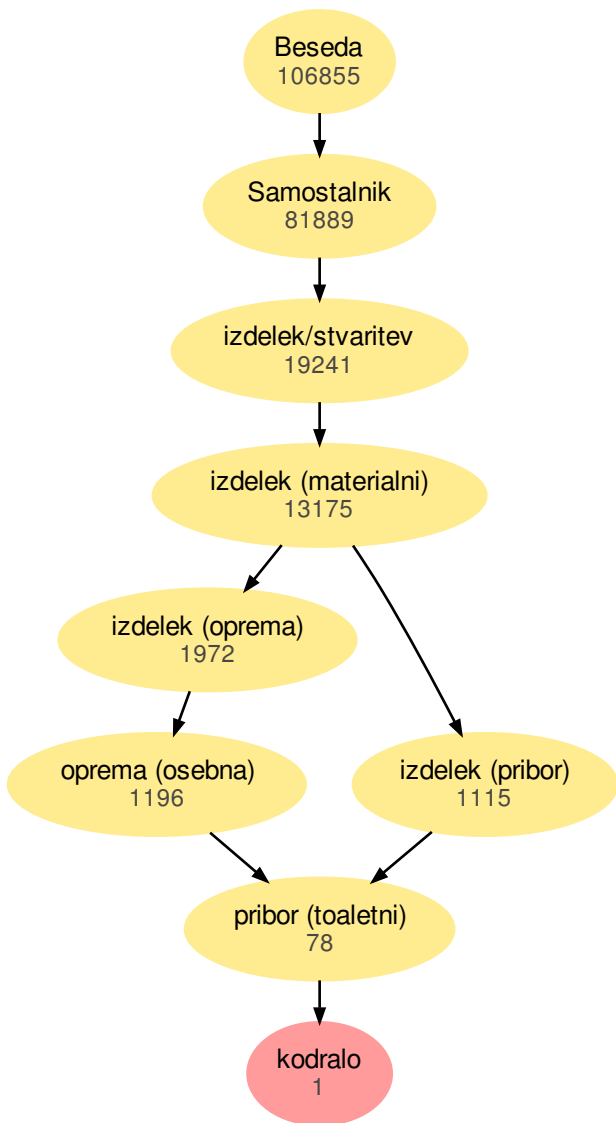 Beseda
106855
Samostalnik
81889
izdelek/stvaritev
19241
izdelek (materialni)
13175
izdelek (oprema)
1972
oprema (osebna)
1196
izdelek (pribor)
1115
pribor (toaletni)
78
kodralo
1